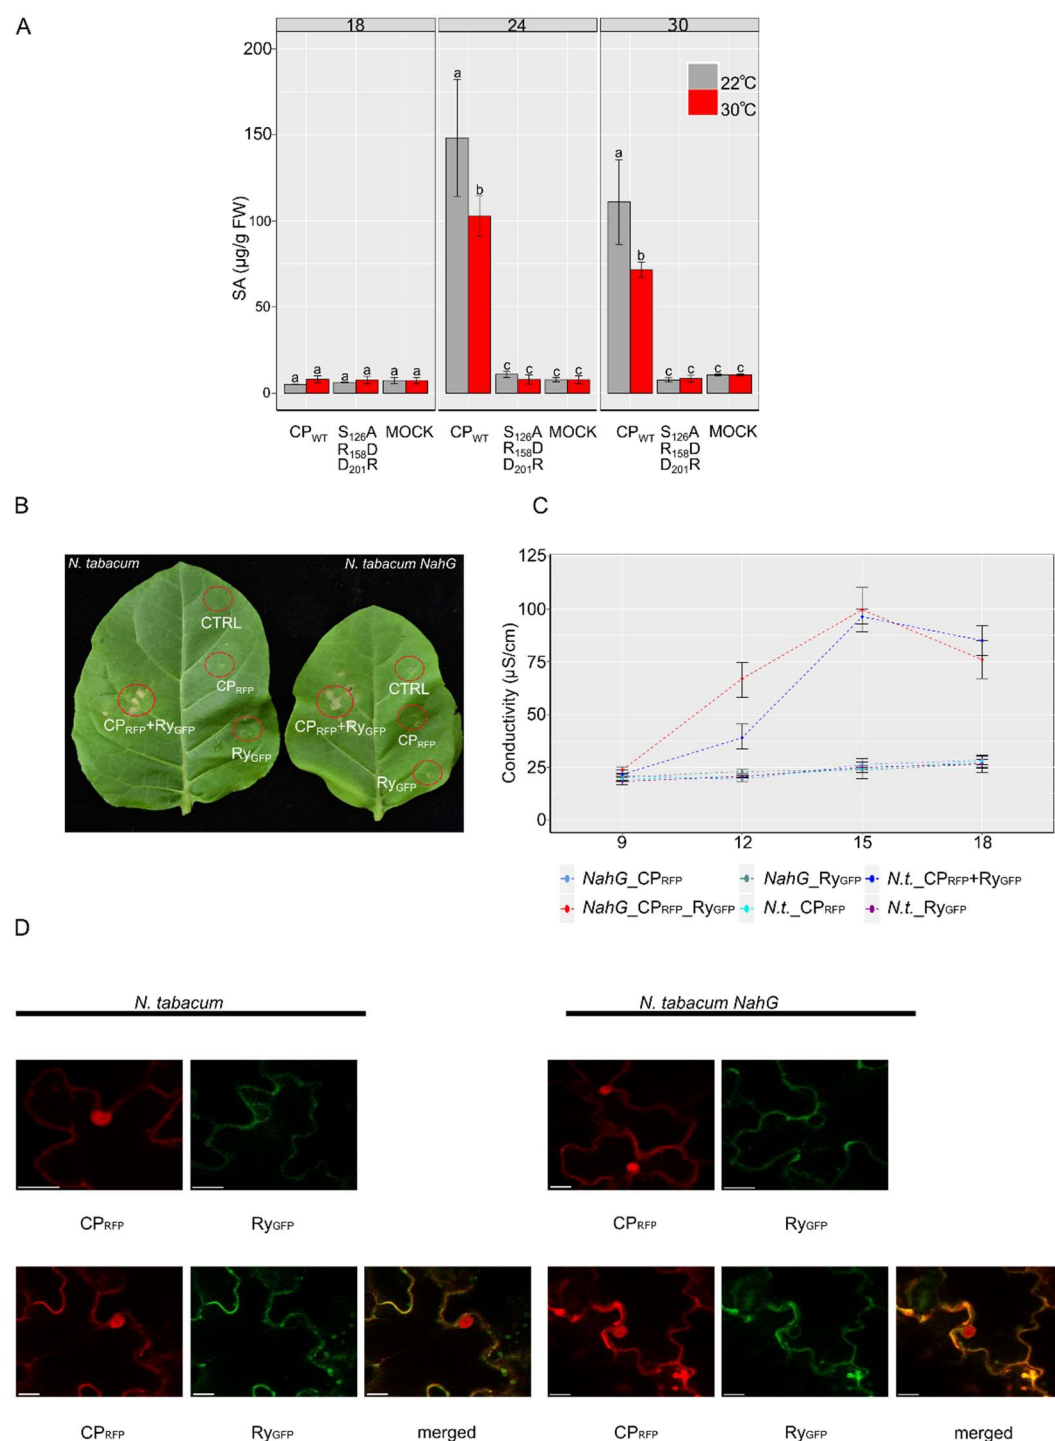 A
18 24 30
200
150
100
50
0
SA (µg/g FW)
22°C
30°C
a a a a a a
a b c c c c
a b c c c c
CPWT S126A MOCK CPWT S126A MOCK CPWT S126A MOCK
R158D R158D R158D
D201R D201R D201R
B
N. tabacum
N. tabacum NahG
CTRL
CPRFP
CPRFP+RyGFP
RyGFP
CTRL
CPRFP+RyGFP
CPRFP
RyGFP
C
125
100
75
50
25
0
Conductivity (µS/cm)
9 12 15 18
NahG_CPRFP NahG_RyGFP N.t._CPRFP+RyGFP
NahG_CPRFP_RyGFP N.t._CPRFP N.t._RyGFP
D
N. tabacum N. tabacum NahG
CPRFP RyGFP CPRFP RyGFP
CPRFP RyGFP merged CPRFP RyGFP merged